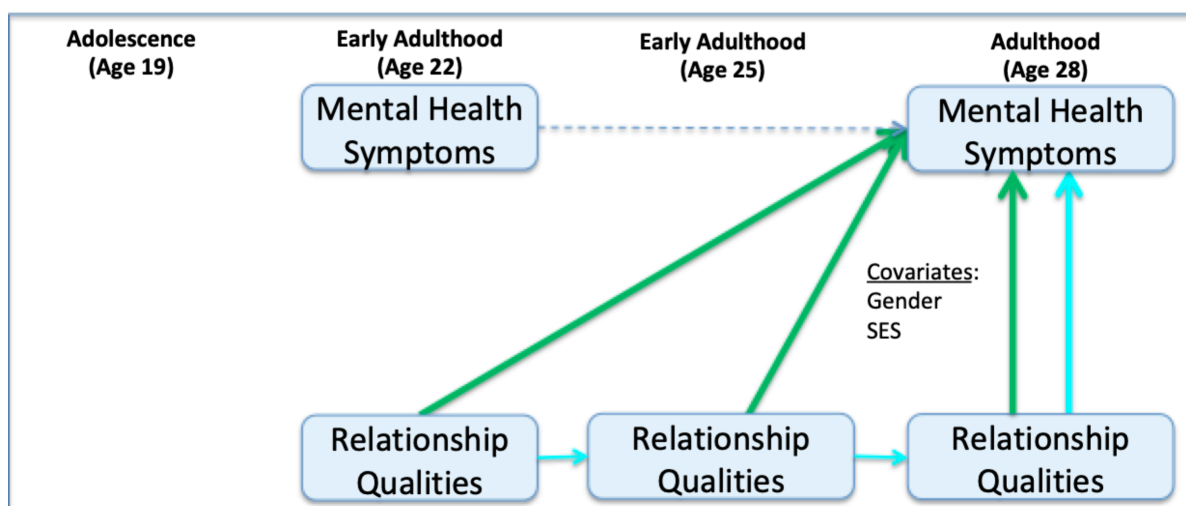 Adolescence
(Age 19)
Early Adulthood
(Age 22)
Early Adulthood
(Age 25)
Adulthood
(Age 28)
Mental Health
Symptoms
Mental Health
Symptoms
Covariates:
Gender
SES
Relationship
Qualities
Relationship
Qualities
Relationship
Qualities